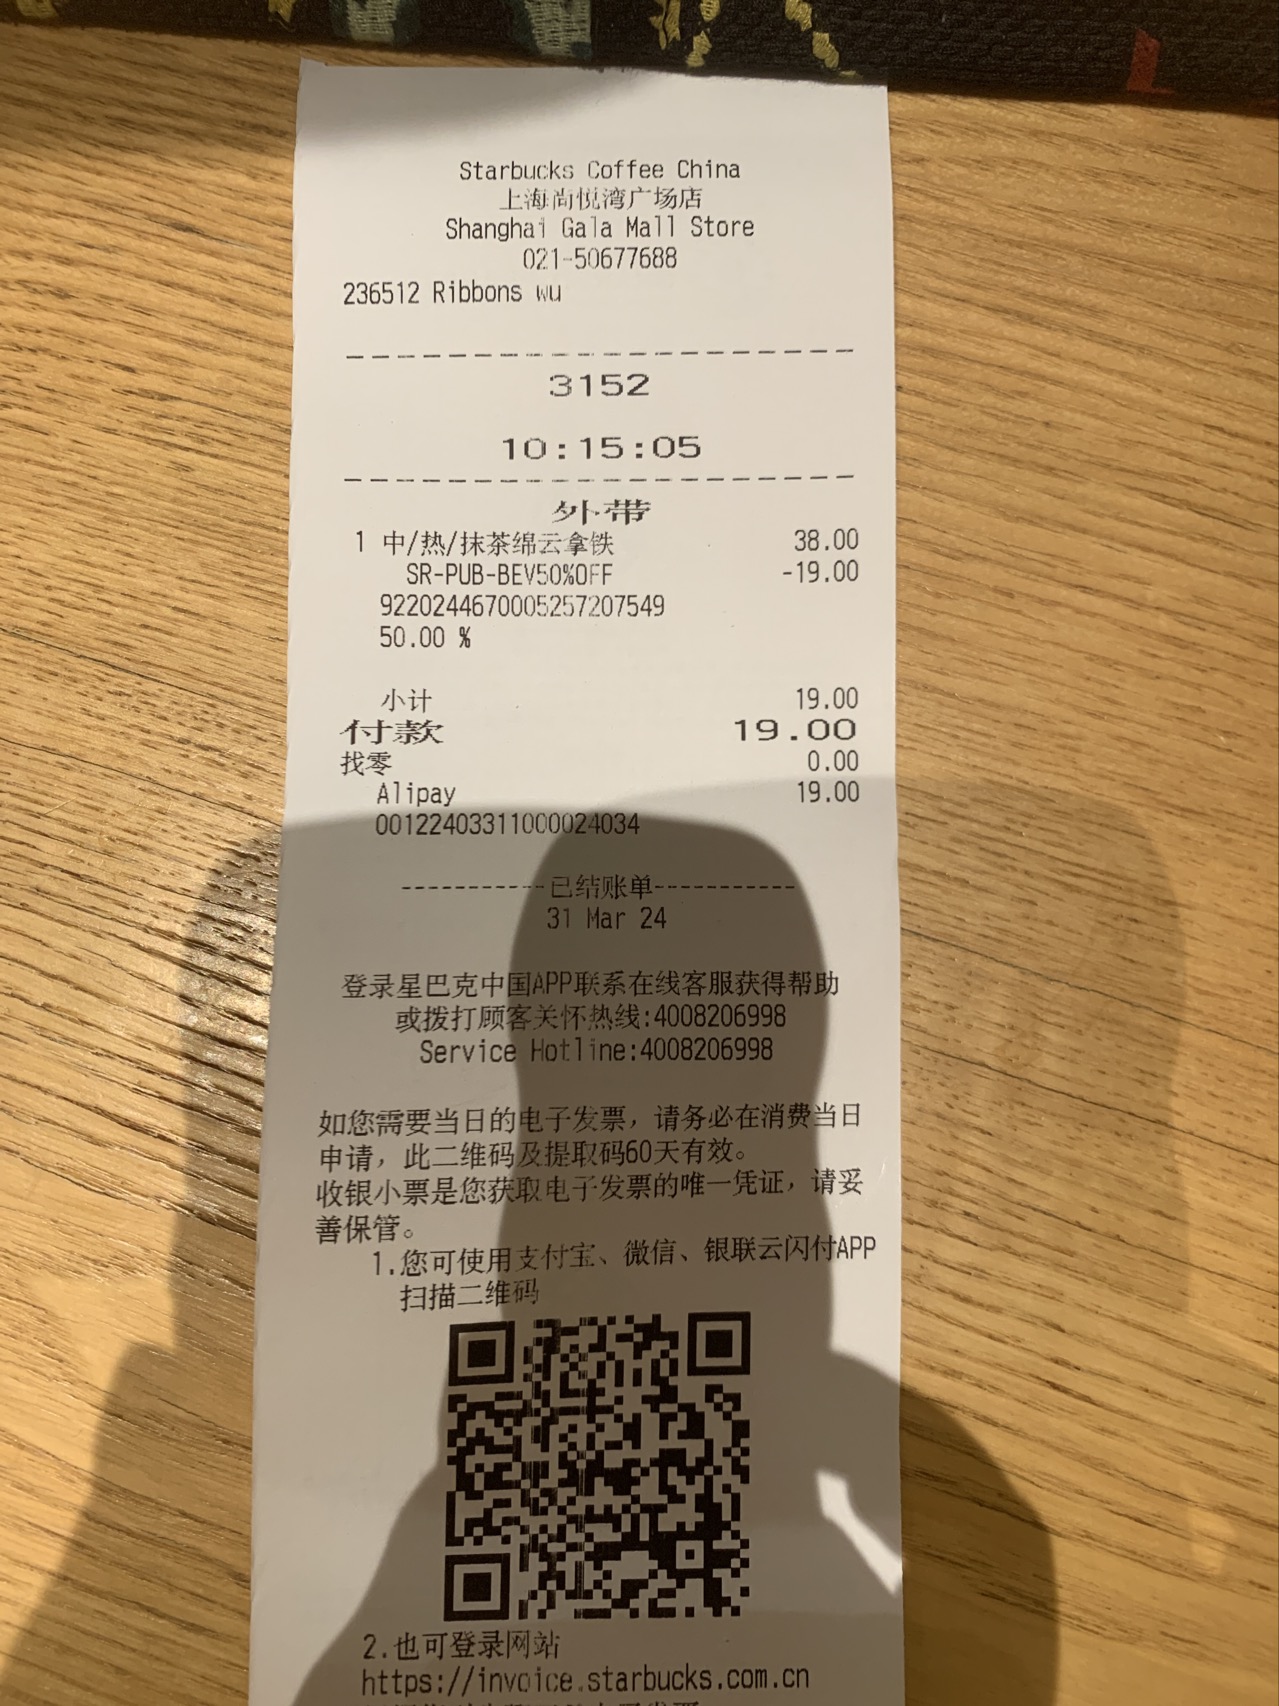 Starbucks Coffee China
上海尚悦湾广场店
Shanghai Gala Mall Store
021-50677688
236512 Ribbons wu
3152
10:15:05
外带
1 中/热/抹茶绵云拿铁 38.00
SR-PUB-BEV50%OFF -19.00
9220244670005257207549
50.00 %
小计 19.00
付款 19.00
找零 0.00
Alipay 19.00
00122403311000024034
-----------已结账单-----------
31 Mar 24
登录星巴克中国APP联系在线客服获得帮助
或拨打顾客关怀热线:4008206998
Service Hotline:4008206998
如您需要当日的电子发票，请务必在消费当日
申请，此二维码及提取码60天有效。
收银小票是您获取电子发票的唯一凭证，请妥
善保管。
1.您可使用支付宝、微信、银联云闪付APP
扫描二维码
2.也可登录网站
https://invoice.starbucks.com.cn